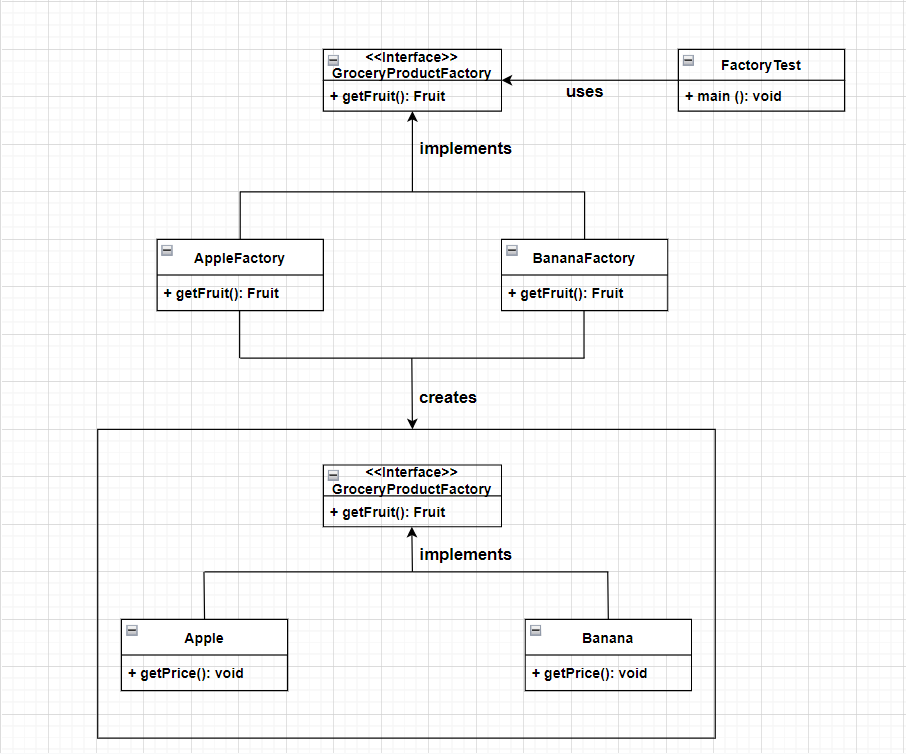 <<Interface>>
GroceryProductFactory
+ getFruit(): Fruit
FactoryTest
+ main (): void
uses
implements
AppleFactory
+ getFruit(): Fruit
BananaFactory
+ getFruit(): Fruit
creates
<<Interface>>
GroceryProductFactory
+ getFruit(): Fruit
implements
Apple
+ getPrice(): void
Banana
+ getPrice(): void